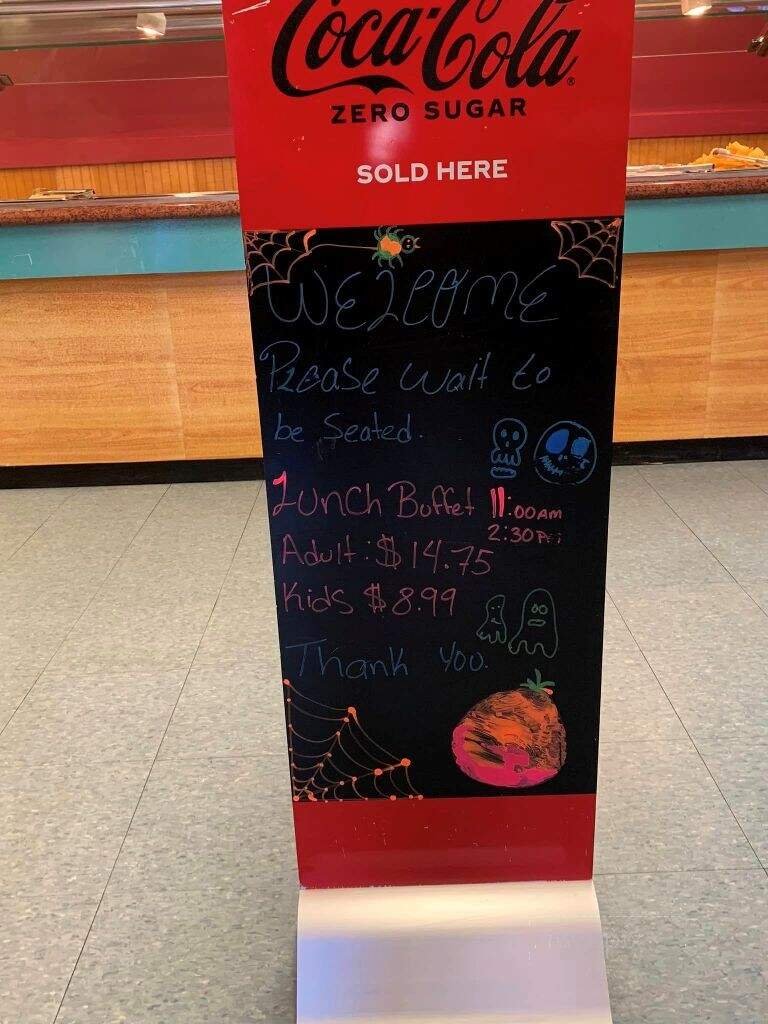 Coca-Cola
ZERO SUGAR
SOLD HERE
WELCOME
Please wait to
be Seated.
Lunch Buffet 11:00AM
2:30
Adult: $14.75
Kids $8.99
Thank You.